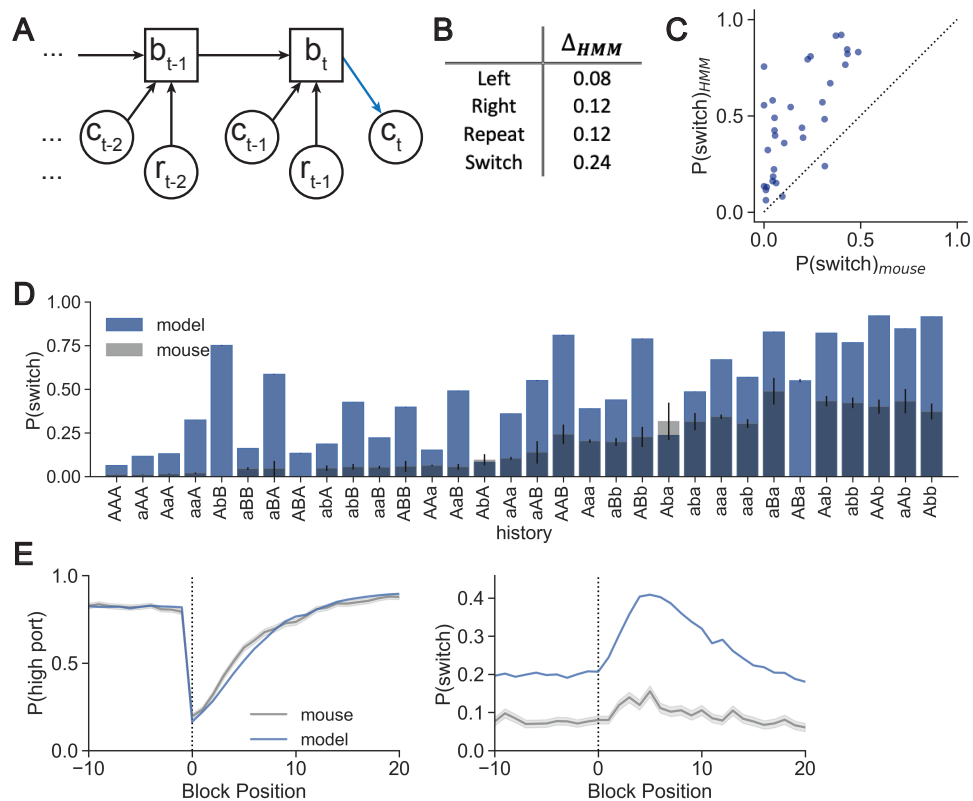 A
...
b t-1
b t
...
c t-2
c t-1
c t
...
r t-2
r t-1
B
Δ HMM
Left 0.08
Right 0.12
Repeat 0.12
Switch 0.24
C
P(switch)HMM
1.0
0.5
0.0
0.0 0.5 1.0
P(switch)mouse
D
P(switch)
1.00
0.75
0.50
0.25
0.00
model
mouse
AAA aAA AaA aaA AbB aBB aBA ABA abA abB aaB ABB AAa AaB AbA aAa aAB AAB Aaa aBb ABb Aba aba aaa aab aBa ABa Aab abb AAb aAb Abb
history
E
P(high port)
1.0
0.5
0.0
mouse
model
−10 0 10 20
Block Position
P(switch)
0.4
0.3
0.2
0.1
0.0
−10 0 10 20
Block Position